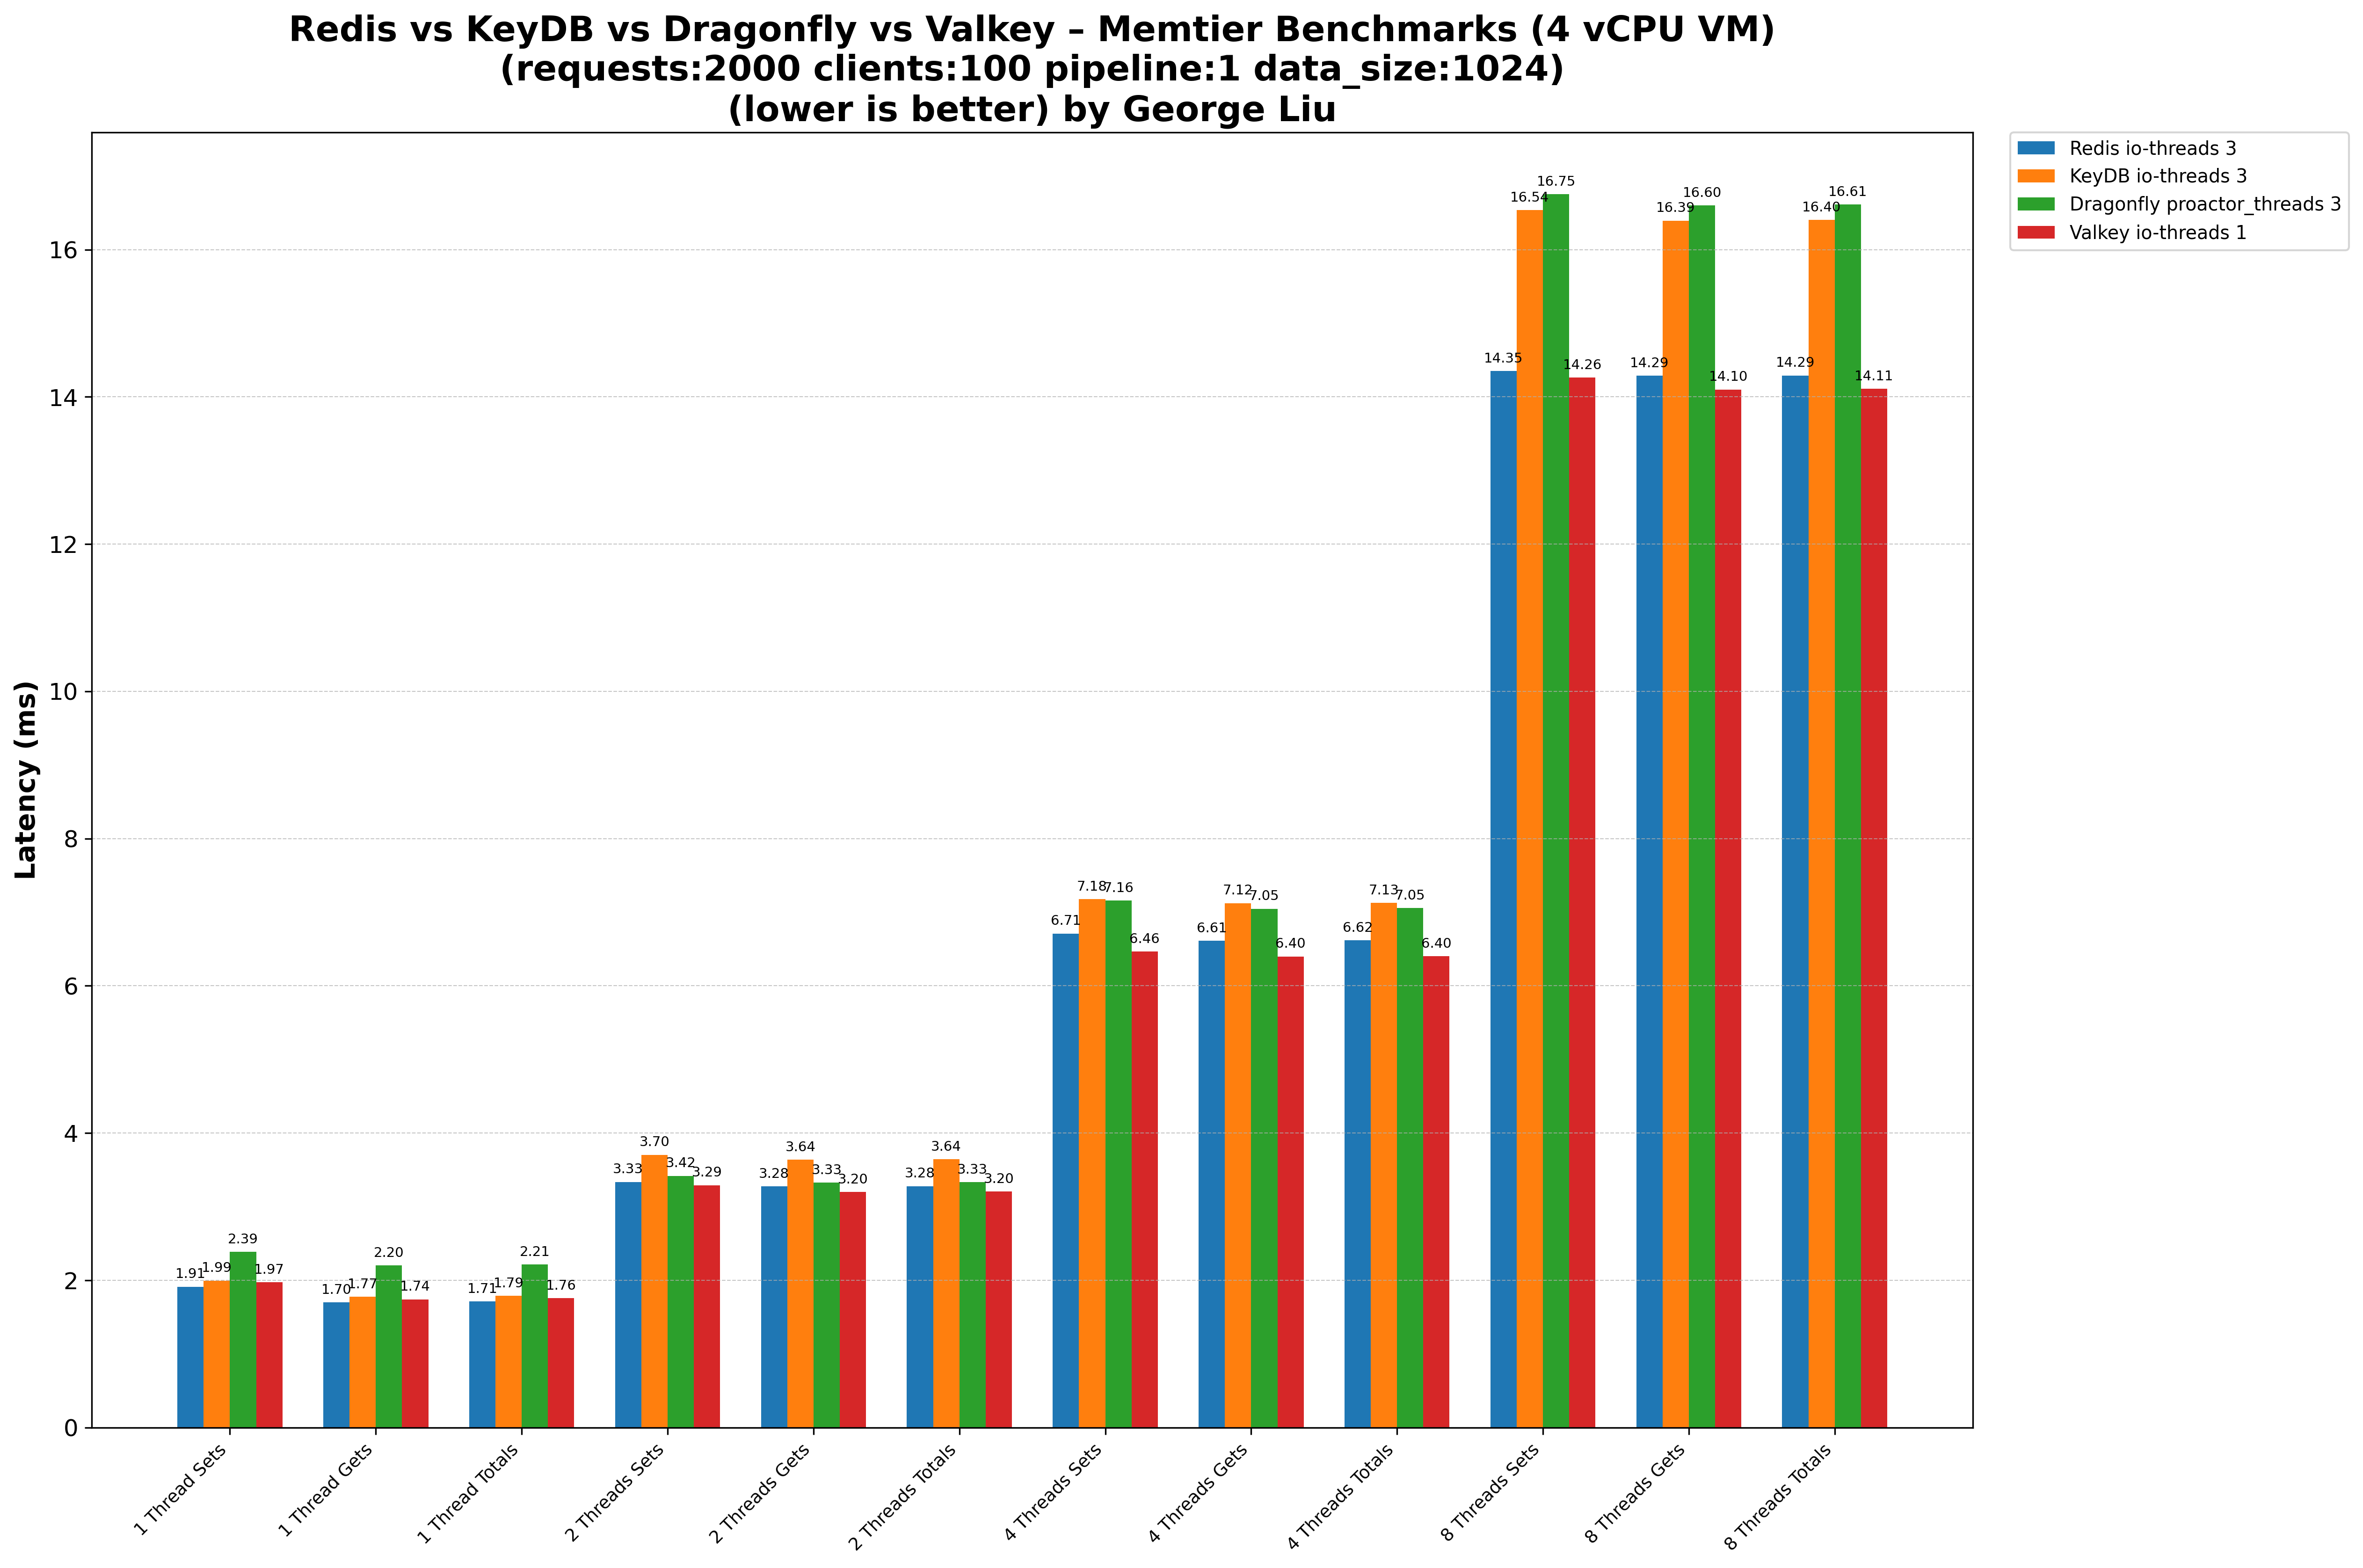 Redis vs KeyDB vs Dragonfly vs Valkey – Memtier Benchmarks (4 vCPU VM)
(requests:2000 clients:100 pipeline:1 data_size:1024)
(lower is better) by George Liu
Redis io-threads 3
KeyDB io-threads 3
Dragonfly proactor_threads 3
Valkey io-threads 1
Latency (ms)
16
14
12
10
8
6
4
2
0
1.91 1.99 2.39 1.97
1.70 1.77 2.20 1.74
1.71 1.79 2.21 1.76
3.33 3.70 3.42 3.29
3.28 3.64 3.33 3.20
3.28 3.64 3.33 3.20
6.71 7.18 7.16 6.46
6.61 7.12 7.05 6.40
6.62 7.13 7.05 6.40
14.35 16.54 16.75 14.26
14.29 16.39 16.60 14.10
14.29 16.40 16.61 14.11
1 Thread Sets
1 Thread Gets
1 Thread Totals
2 Threads Sets
2 Threads Gets
2 Threads Totals
4 Threads Sets
4 Threads Gets
4 Threads Totals
8 Threads Sets
8 Threads Gets
8 Threads Totals